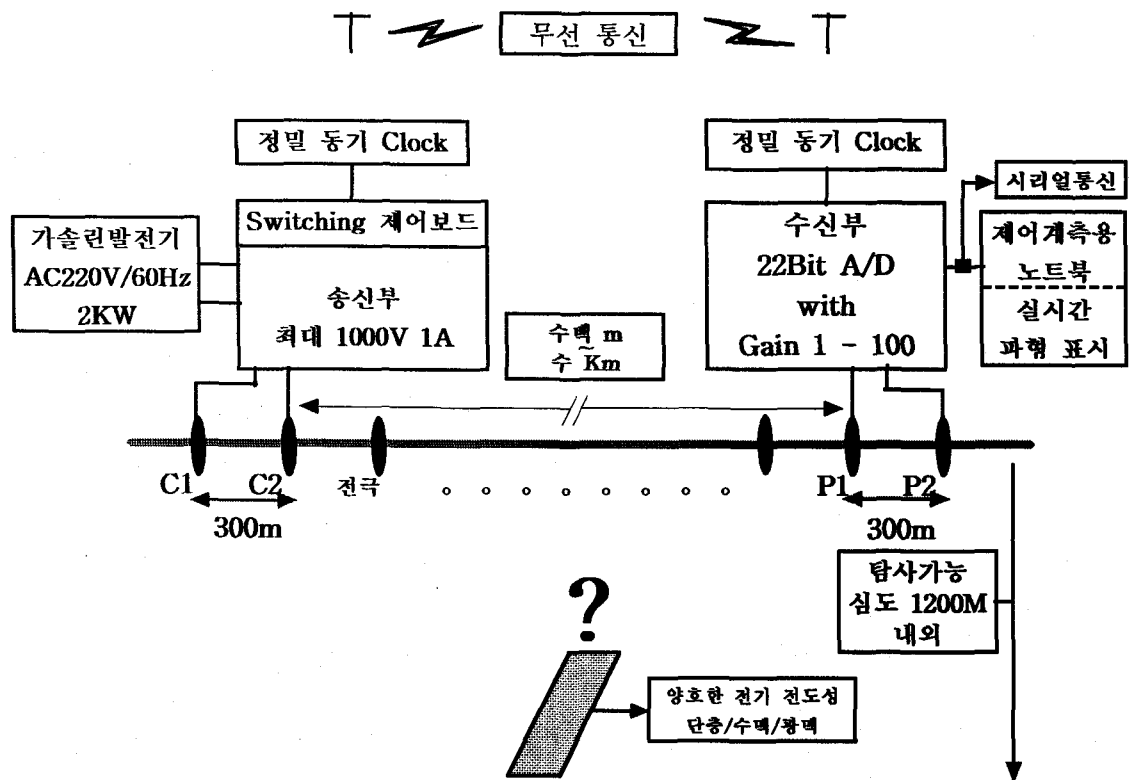 무선 통신
정밀 동기 Clock
정밀 동기 Clock
시리얼통신
가솔린발전기
AC220V/60Hz
2KW
Switching 제어보드
송신부
최대 1000V 1A
수신부
22Bit A/D
with
Gain 1 - 100
제어계측용
노트북
실시간
파형 표시
수백 m
~
수 Km
C1
C2
전극
P1
P2
300m
300m
탐사가능
심도 1200M
내외
?
양호한 전기 전도성
단층/수맥/광맥